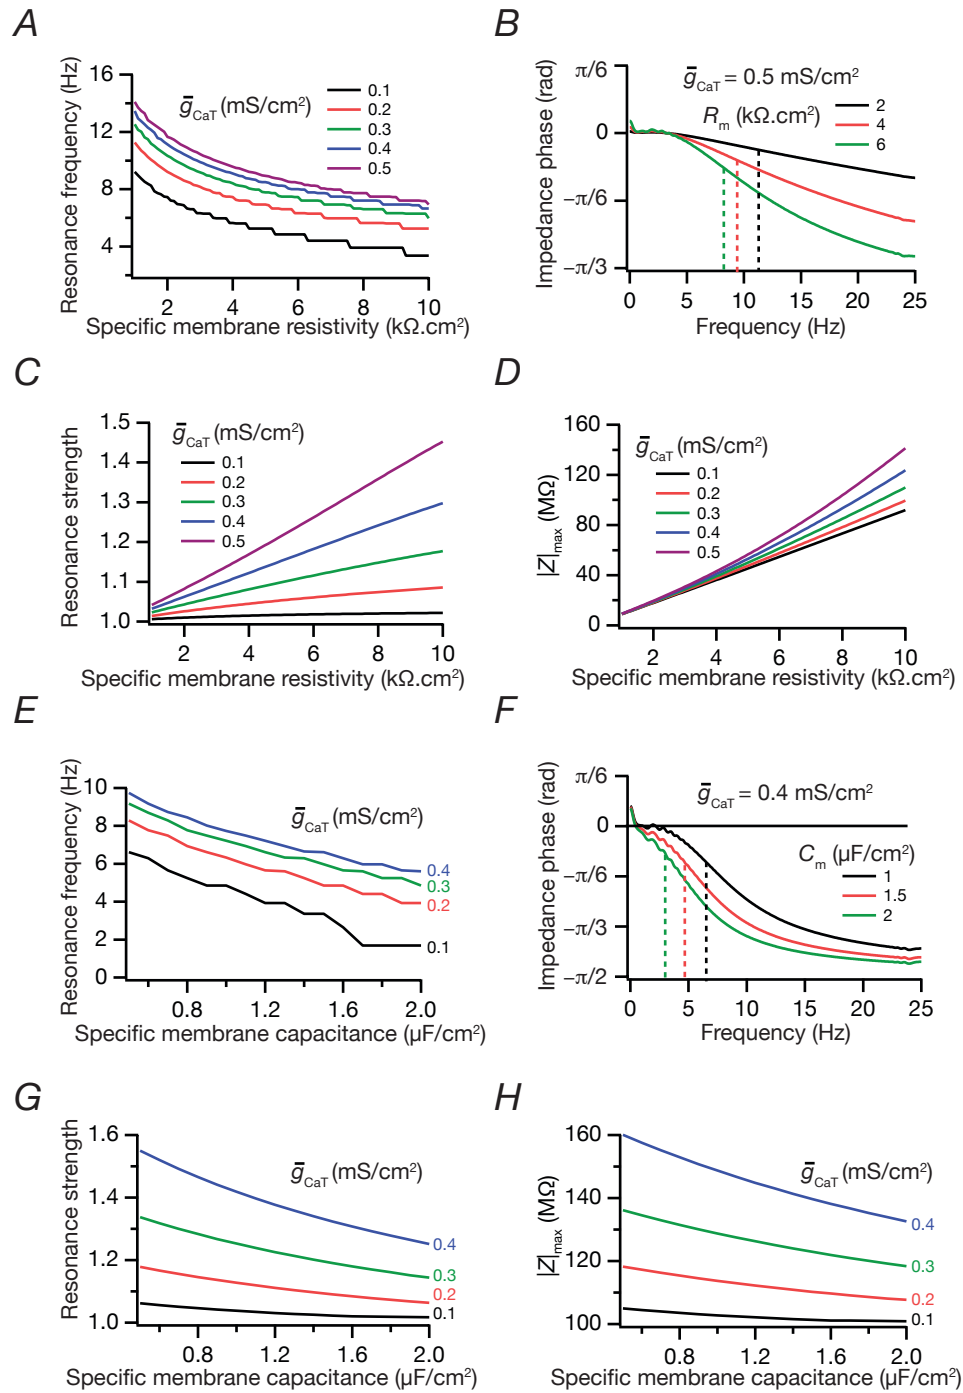 A
Resonance frequency (Hz)
16
12
8
4
ḡCaT (mS/cm²)
0.1
0.2
0.3
0.4
0.5
2
4
6
8
10
Specific membrane resistivity (kΩ.cm²)
B
Impedance phase (rad)
π/6
0
−π/6
−π/3
ḡCaT = 0.5 mS/cm²
Rm (kΩ.cm²)
2
4
6
0
5
10
15
20
25
Frequency (Hz)
C
Resonance strength
1.5
1.4
1.3
1.2
1.1
1.0
ḡCaT (mS/cm²)
0.1
0.2
0.3
0.4
0.5
2
4
6
8
10
Specific membrane resistivity (kΩ.cm²)
D
|Z|max (MΩ)
160
120
80
40
0
ḡCaT (mS/cm²)
0.1
0.2
0.3
0.4
0.5
2
4
6
8
10
Specific membrane resistivity (kΩ.cm²)
E
Resonance frequency (Hz)
10
8
6
4
2
0
ḡCaT (mS/cm²)
0.4
0.3
0.2
0.1
0.8
1.2
1.6
2.0
Specific membrane capacitance (µF/cm²)
F
Impedance phase (rad)
π/6
0
−π/6
−π/3
−π/2
ḡCaT = 0.4 mS/cm²
Cm (µF/cm²)
1
1.5
2
0
5
10
15
20
25
Frequency (Hz)
G
Resonance strength
1.6
1.4
1.2
1.0
ḡCaT (mS/cm²)
0.4
0.3
0.2
0.1
0.8
1.2
1.6
2.0
Specific membrane capacitance (µF/cm²)
H
|Z|max (MΩ)
160
140
120
100
ḡCaT (mS/cm²)
0.4
0.3
0.2
0.1
0.8
1.2
1.6
2.0
Specific membrane capacitance (µF/cm²)